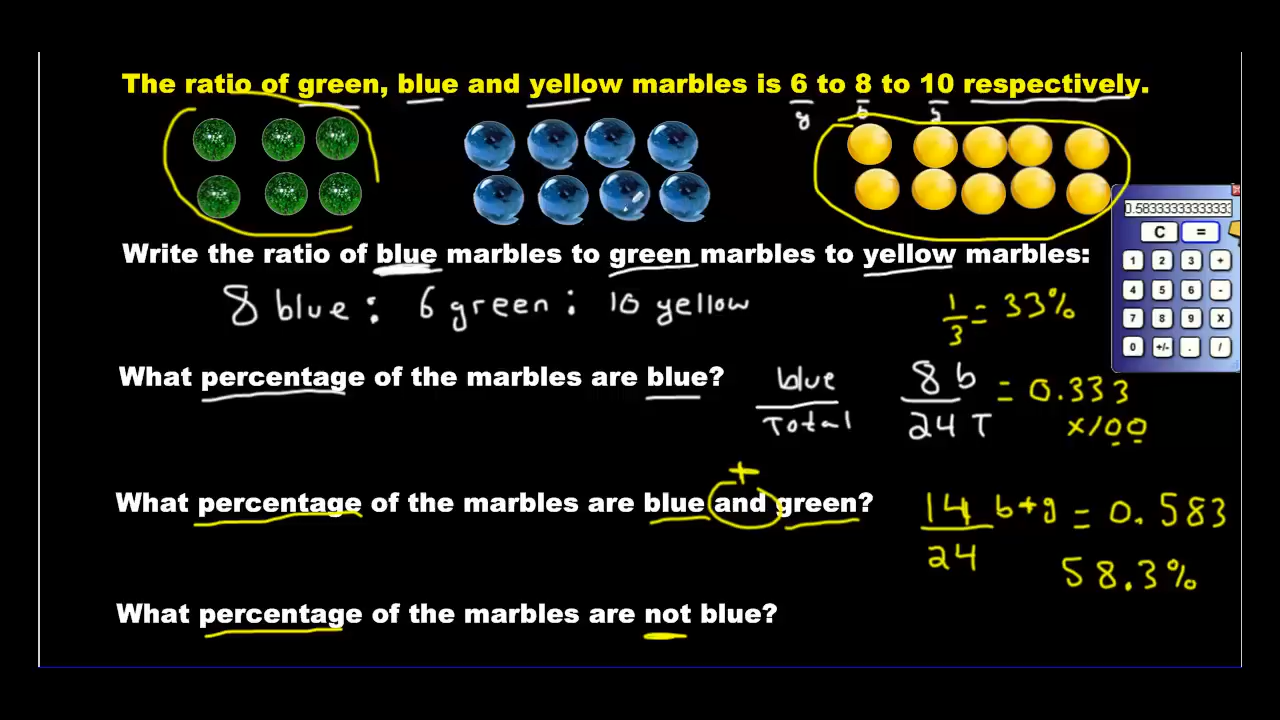 The ratio of green, blue and yellow marbles is 6 to 8 to 10 respectively.
g b
Write the ratio of blue marbles to green marbles to yellow marbles:
8 blue : 6 green : 10 yellow
1/3 = 33%
0.58333333333333
C =
1 2 3 +
4 5 6 -
7 8 9 X
0 +/- . /
What percentage of the marbles are blue?
blue/Total 8 b/24 T = 0.333
x100
+
What percentage of the marbles are blue and green?
14/24 b+g = 0.583
58.3%
What percentage of the marbles are not blue?